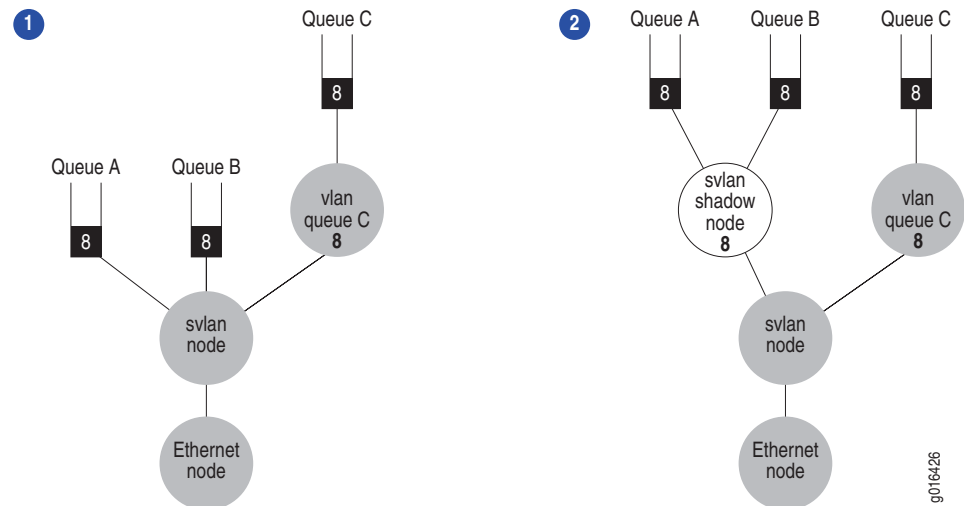 1
Queue C
8
Queue A
Queue B
8
8
vlan
queue C
8
svlan
node
Ethernet
node
2
Queue A
Queue B
Queue C
8
8
8
svlan
shadow
node
8
vlan
queue C
8
svlan
node
Ethernet
node
g016426